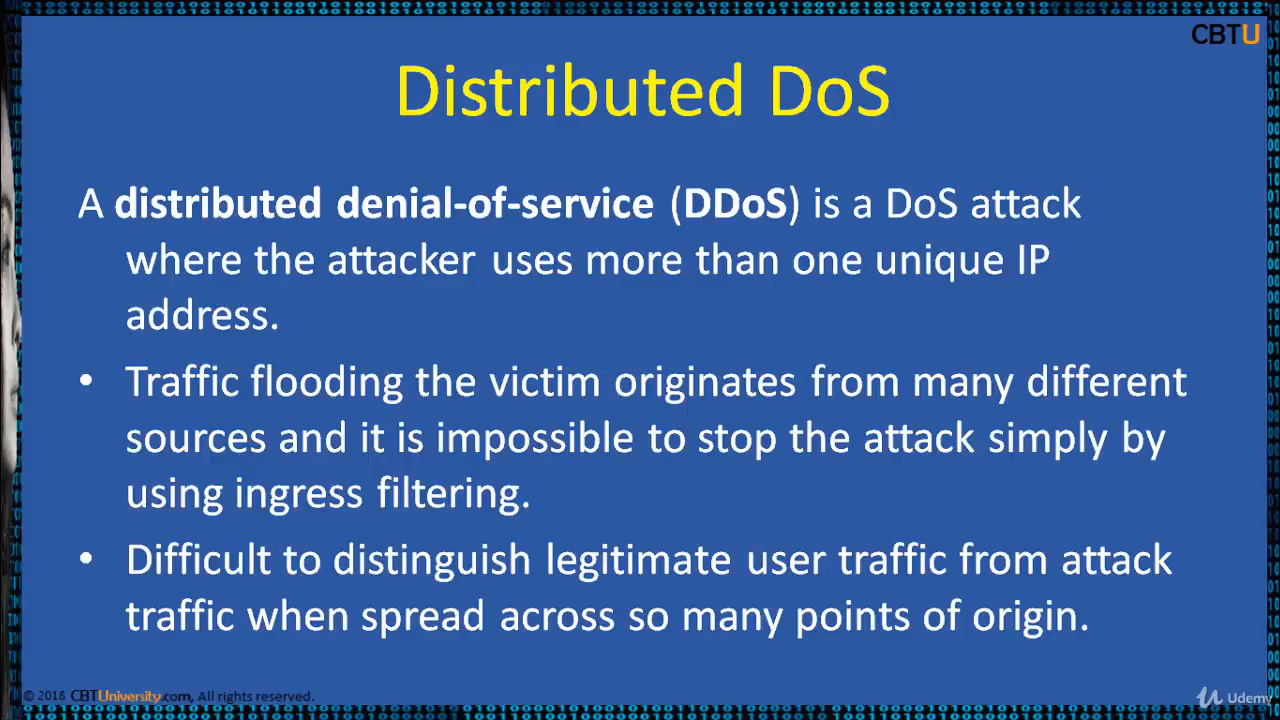 CBTU
Distributed DoS
A distributed denial-of-service (DDoS) is a DoS attack
where the attacker uses more than one unique IP
address.
• Traffic flooding the victim originates from many different
sources and it is impossible to stop the attack simply by
using ingress filtering.
• Difficult to distinguish legitimate user traffic from attack
traffic when spread across so many points of origin.
© 2018 CBTUniversity.com, All rights reserved.
Udemy